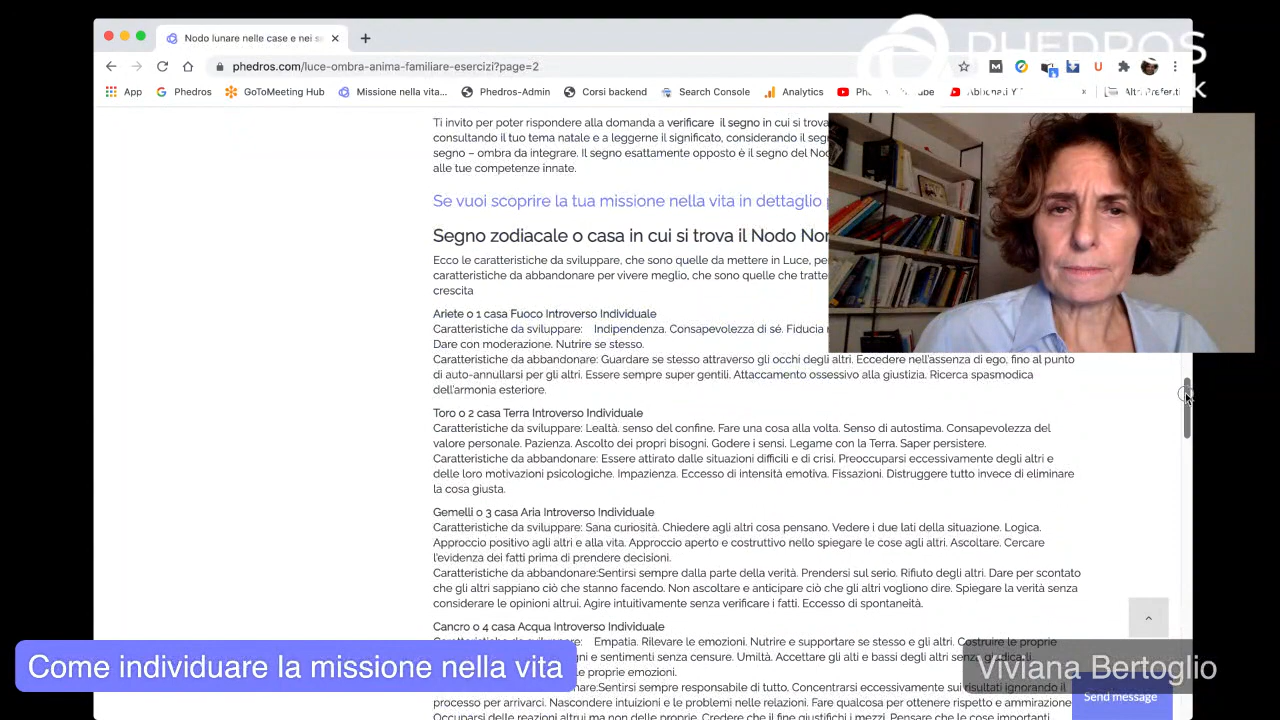 PHEDROS
Nodo lunare nelle case e nei s
phedros.com/luce-ombra-anima-familiare-esercizi?page=2
App Phedros GoToMeeting Hub Missione nella vita... Phedros-Adm Corsi backend Search Console Analytics
Ti invito per poter rispondere alla domanda a verificare il segno in cui si trova
consultando il tuo tema natale e a leggerne il significato, considerando il seg
segno – ombra da integrare. Il segno esattamente opposto è il segno del Nod
alle tue competenze innate.
Se vuoi scoprire la tua missione nella vita in dettaglio p
Segno zodiacale o casa in cui si trova il Nodo Nor
Ecco le caratteristiche da sviluppare, che sono quelle da mettere in Luce, pe
caratteristiche da abbandonare per vivere meglio, che sono quelle che tratte
crescita
Ariete o 1 casa Fuoco Introverso Individuale
Caratteristiche da sviluppare: Indipendenza. Consapevolezza di sé. Fiducia n
Dare con moderazione. Nutrire se stesso.
Caratteristiche da abbandonare: Guardare se stesso attraverso gli occhi degli altri. Eccedere nell'assenza di ego, fino al punto
di auto-annullarsi per gli altri. Essere sempre super gentili. Attaccamento ossessivo alla giustizia. Ricerca spasmodica
dell'armonia esteriore.
Toro o 2 casa Terra Introverso Individuale
Caratteristiche da sviluppare: Lealtà. senso del confine. Fare una cosa alla volta. Senso di autostima. Consapevolezza del
valore personale. Pazienza. Ascolto dei propri bisogni. Godere i sensi. Legame con la Terra. Saper persistere.
Caratteristiche da abbandonare: Essere attirato dalle situazioni difficili e di crisi. Preoccuparsi eccessivamente degli altri e
delle loro motivazioni psicologiche. Impazienza. Eccesso di intensità emotiva. Fissazioni. Distruggere tutto invece di eliminare
la cosa giusta.
Gemelli o 3 casa Aria Introverso Individuale
Caratteristiche da sviluppare: Sana curiosità. Chiedere agli altri cosa pensano. Vedere i due lati della situazione. Logica.
Approccio positivo agli altri e alla vita. Approccio aperto e costruttivo nello spiegare le cose agli altri. Ascoltare. Cercare
l'evidenza dei fatti prima di prendere decisioni.
Caratteristiche da abbandonare:Sentirsi sempre dalla parte della verità. Prendersi sul serio. Rifiuto degli altri. Dare per scontato
che gli altri sappiano ciò che stanno facendo. Non ascoltare e anticipare ciò che gli altri vogliono dire. Spiegare la verità senza
considerare le opinioni altrui. Agire intuitivamente senza verificare i fatti. Eccesso di spontaneità.
Cancro o 4 casa Acqua Introverso Individuale
Empatia. Rilevare le emozioni. Nutrire e supportare se stesso e gli altri. Costruire le proprie
e sentimenti senza censure. Umiltà. Accettare gli alti e bassi degli altri
proprie emozioni.
Sentirsi sempre responsabile di tutto. Concentrarsi eccessivamente sui risultati ignorando il
per arrivarci. Nascondere intuizioni e le problemi nelle relazioni. Fare qualcosa per ottenere rispetto e ammirazione
Occuparsi delle reazioni altrui ma non delle proprie. Credere che il fine giustifichi i mezzi. Pensare che le cose importanti
Come individuare la missione nella vita
Viviana Bertoglio
Send message